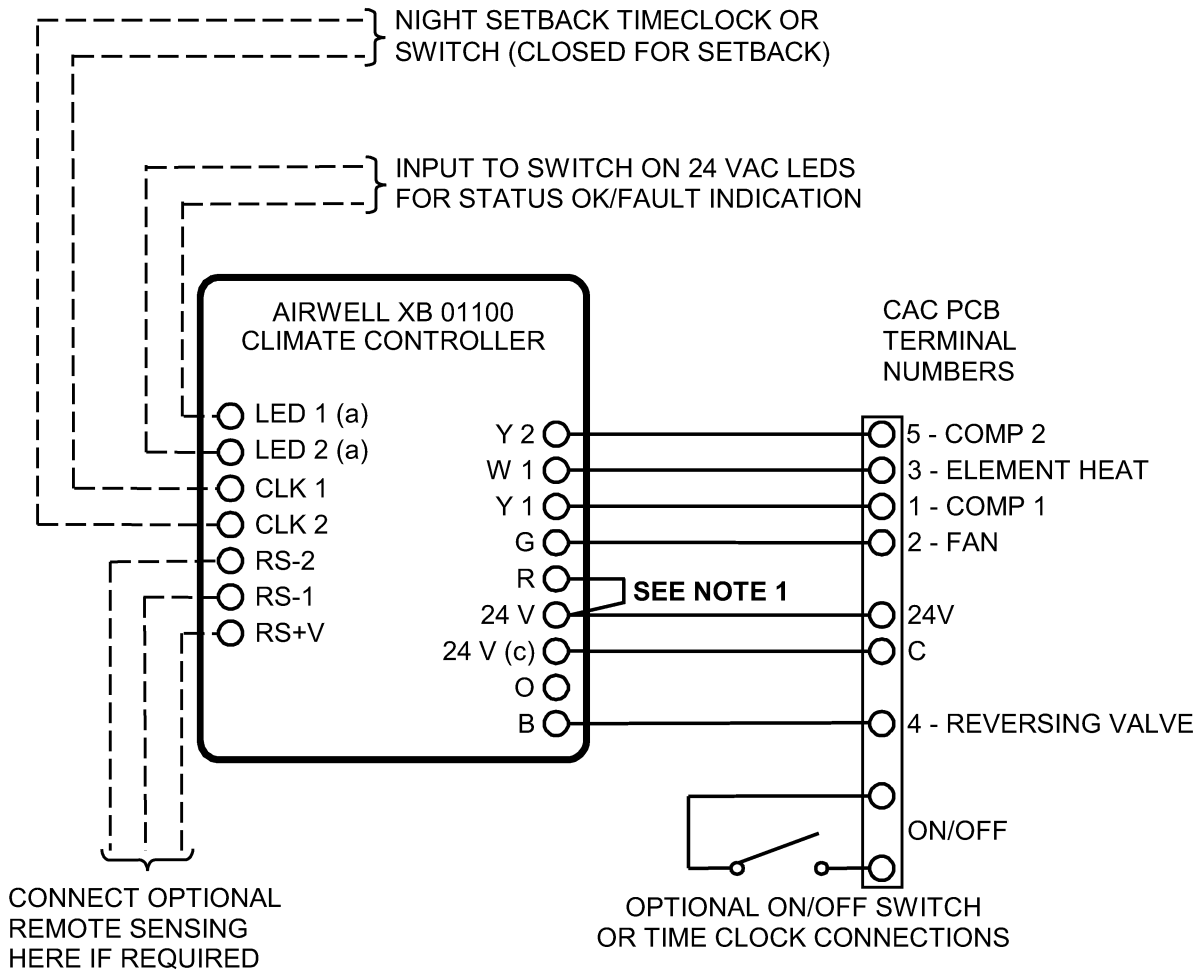 NIGHT SETBACK TIMECLOCK OR
SWITCH (CLOSED FOR SETBACK)
INPUT TO SWITCH ON 24 VAC LEDS
FOR STATUS OK/FAULT INDICATION
AIRWELL XB 01100
CLIMATE CONTROLLER
CAC PCB
TERMINAL
NUMBERS
LED 1 (a)
LED 2 (a)
CLK 1
CLK 2
RS-2
RS-1
RS+V
Y 2
W 1
Y 1
G
R
24 V
24 V (c)
O
B
SEE NOTE 1
5 - COMP 2
3 - ELEMENT HEAT
1 - COMP 1
2 - FAN
24V
C
4 - REVERSING VALVE
ON/OFF
CONNECT OPTIONAL
REMOTE SENSING
HERE IF REQUIRED
OPTIONAL ON/OFF SWITCH
OR TIME CLOCK CONNECTIONS